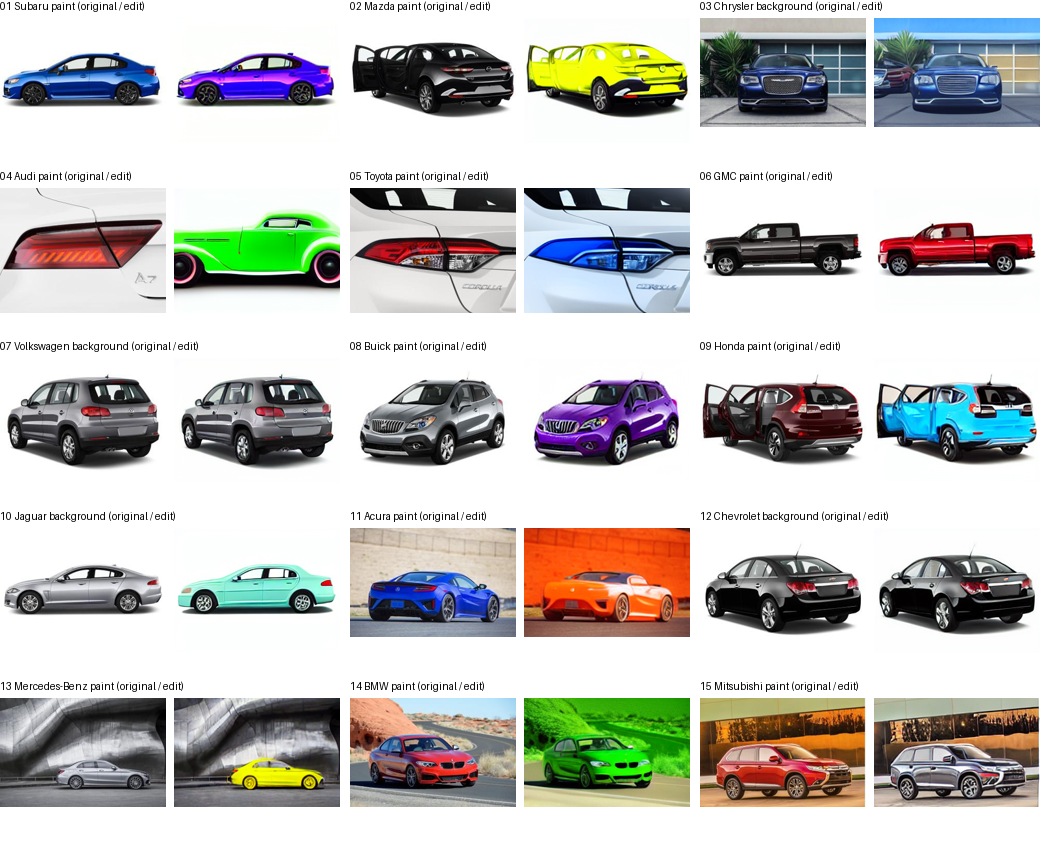 01 Subaru paint (original / edit)
02 Mazda paint (original / edit)
03 Chrysler background (original / edit)
04 Audi paint (original / edit)
05 Toyota paint (original / edit)
06 GMC paint (original / edit)
A7
COROLLA
07 Volkswagen background (original / edit)
08 Buick paint (original / edit)
09 Honda paint (original / edit)
10 Jaguar background (original / edit)
11 Acura paint (original / edit)
12 Chevrolet background (original / edit)
13 Mercedes-Benz paint (original / edit)
14 BMW paint (original / edit)
15 Mitsubishi paint (original / edit)